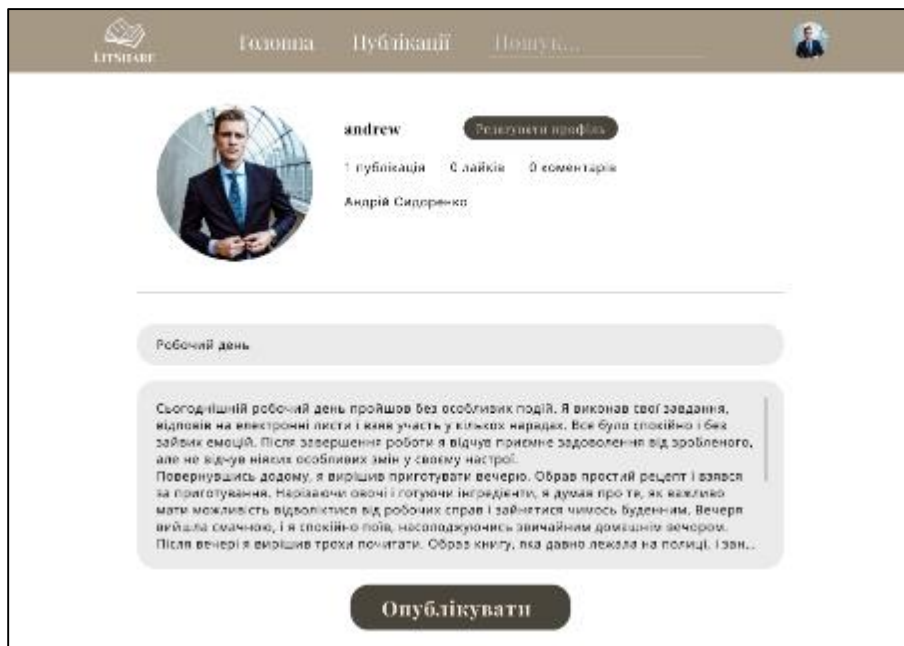 LITSHARE
Головна Публікації Пошук...
andrew Редагувати профіль
1 публікація 0 лайків 0 коментарів
Андрій Сидоренко
Робочий день
Сьогоднішній робочий день пройшов без особливих подій. Я виконав свої завдання,
відповів на електронні листи і взяв участь у кількох нарадах. Все було спокійно і без
зайвих емоцій. Після завершення роботи я відчув приємне задоволення від зробленого,
але не відчув ніяких особливих змін у своєму настрої.
Повернувшись додому, я вирішив приготувати вечерю. Обрав простий рецепт і взявся
за приготування. Нарізаючи овочі і готуючи інгредієнти, я думав про те, як важливо
мати можливість відволіктися від робочих справ і зайнятися чимось буденним. Вечеря
вийшла смачною, і я спокійно поїв, насолоджуючись звичайним домашнім вечором.
Після вечері я вирішив трохи почитати. Обрав книгу, яка давно лежала на полиці, і зан...
Опублікувати